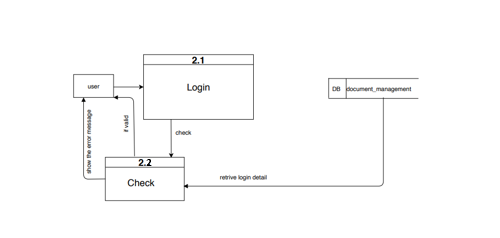 2.1
user
Login
DB
document_management
show the error message
if valid
check
2.2
Check
retrive login detail